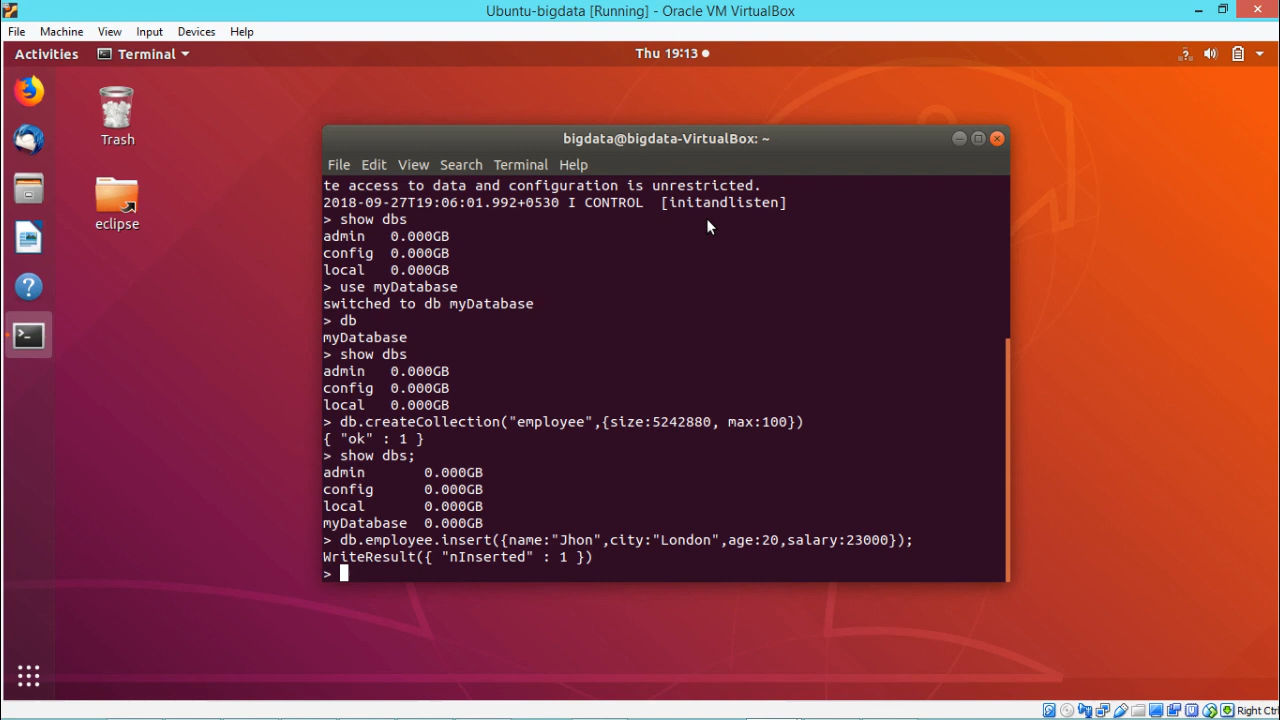 Ubuntu-bigdata [Running] - Oracle VM VirtualBox
File Machine View Input Devices Help
Activities Terminal Thu 19:13
Trash
eclipse
bigdata@bigdata-VirtualBox: ~
File Edit View Search Terminal Help
te access to data and configuration is unrestricted.
2018-09-27T19:06:01.992+0530 I CONTROL  [initandlisten]
> show dbs
admin   0.000GB
config  0.000GB
local   0.000GB
> use myDatabase
switched to db myDatabase
> db
myDatabase
> show dbs
admin   0.000GB
config  0.000GB
local   0.000GB
> db.createCollection("employee",{size:5242880, max:100})
{ "ok" : 1 }
> show dbs;
admin       0.000GB
config      0.000GB
local       0.000GB
myDatabase  0.000GB
> db.employee.insert({name:"Jhon",city:"London",age:20,salary:23000});
WriteResult({ "nInserted" : 1 })
>
Right Ctrl